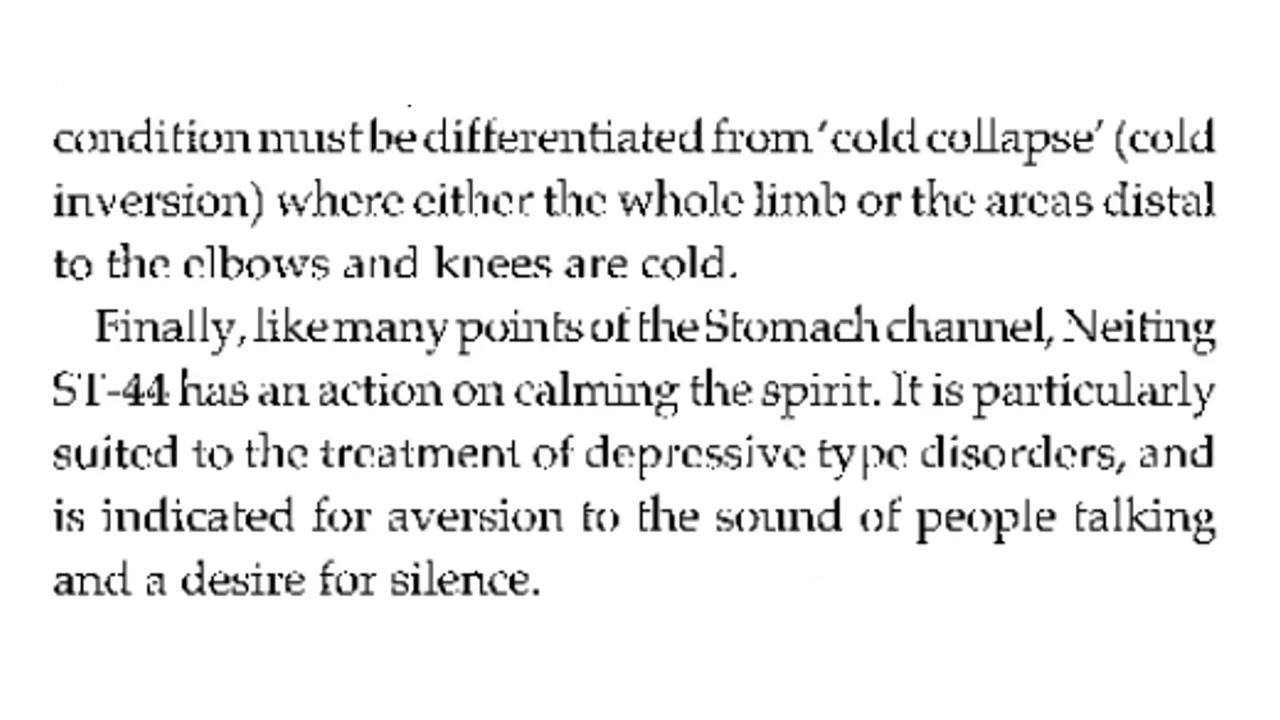 condition must be differentiated from 'cold collapse' (cold
inversion) where either the whole limb or the areas distal
to the elbows and knees are cold.
Finally, like many points of the Stomach channel, Neiting
ST-44 has an action on calming the spirit. It is particularly
suited to the treatment of depressive type disorders, and
is indicated for aversion to the sound of people talking
and a desire for silence.